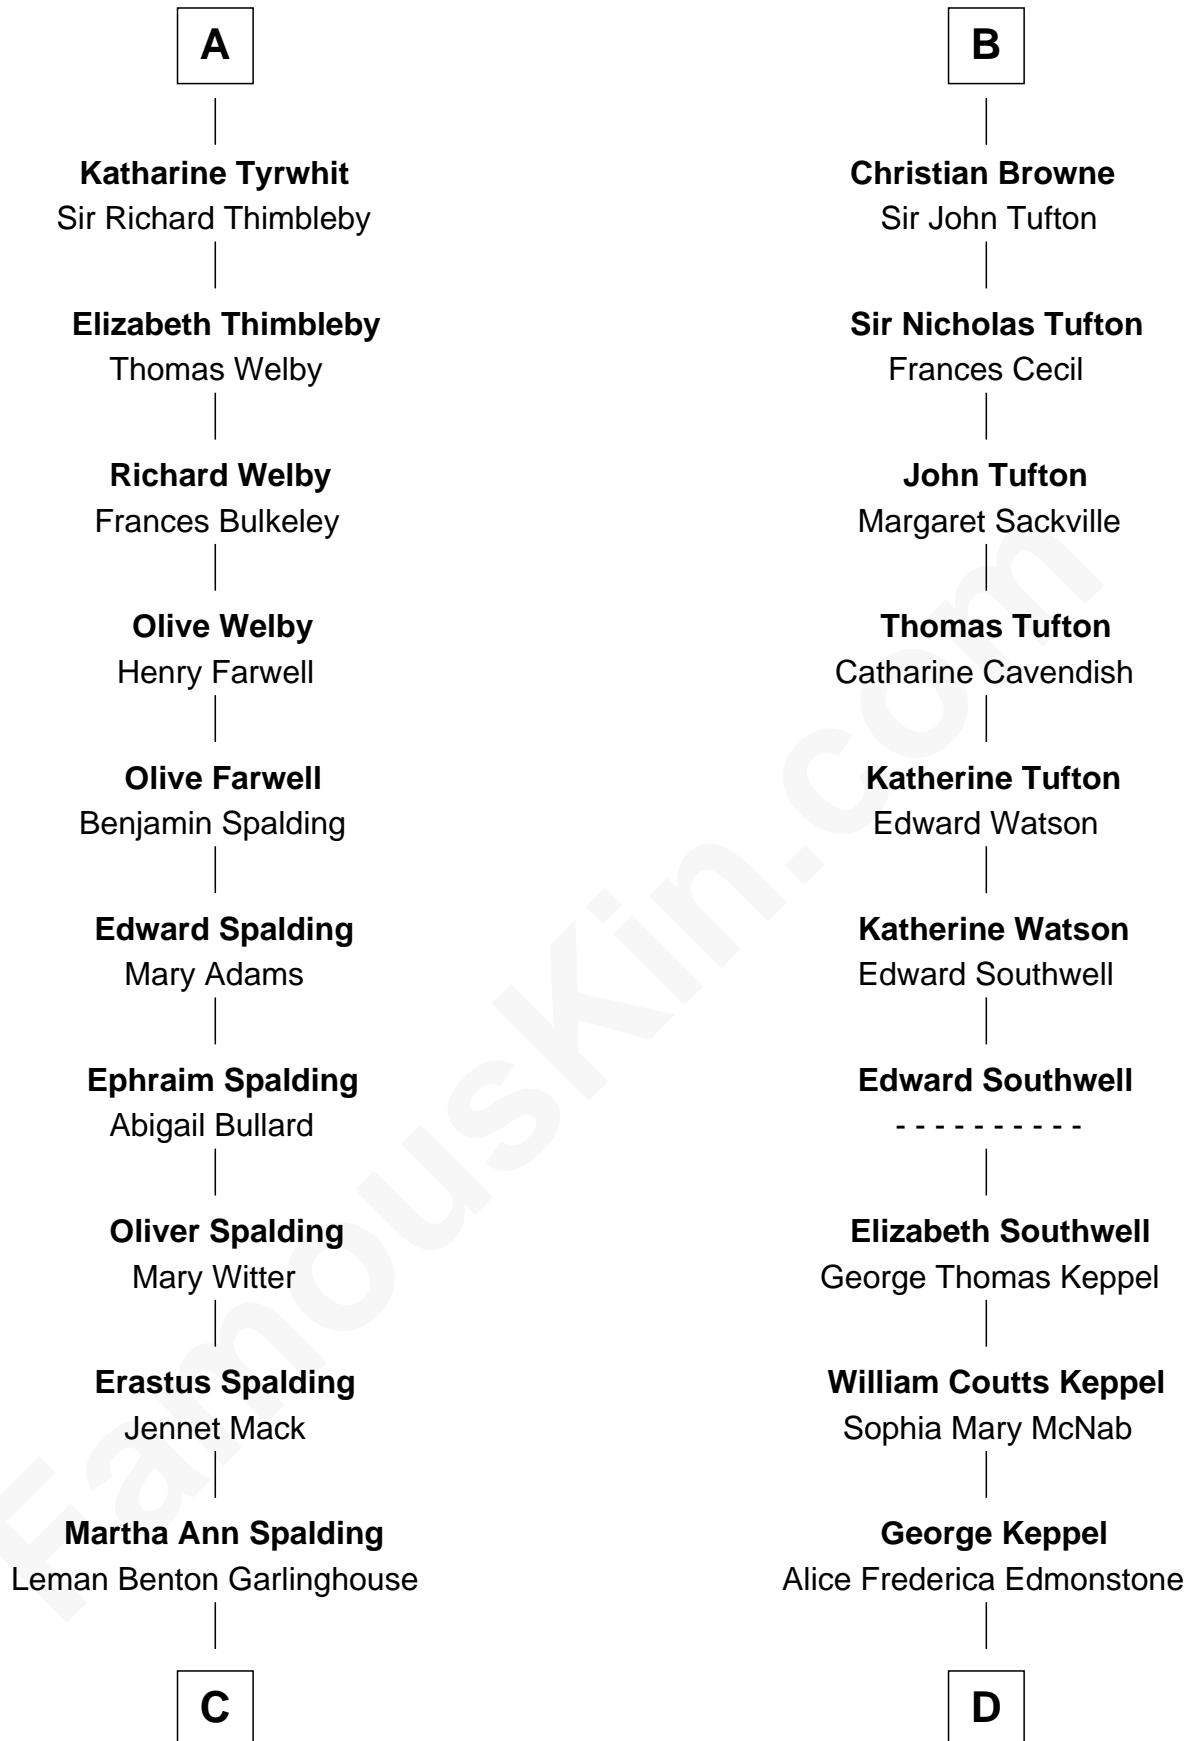 A
Katharine Tyrwhit
Sir Richard Thimbleby
Elizabeth Thimbleby
Thomas Welby
Richard Welby
Frances Bulkeley
Olive Welby
Henry Farwell
Olive Farwell
Benjamin Spalding
Edward Spalding
Mary Adams
Ephraim Spalding
Abigail Bullard
Oliver Spalding
Mary Witter
Erastus Spalding
Jennet Mack
Martha Ann Spalding
Leman Benton Garlinghouse
C
B
Christian Browne
Sir John Tufton
Sir Nicholas Tufton
Frances Cecil
John Tufton
Margaret Sackville
Thomas Tufton
Catharine Cavendish
Katherine Tufton
Edward Watson
Katherine Watson
Edward Southwell
Edward Southwell
- - - - - - - - - -
Elizabeth Southwell
George Thomas Keppel
William Coutts Keppel
Sophia Mary McNab
George Keppel
Alice Frederica Edmonstone
D
FamousKin.com